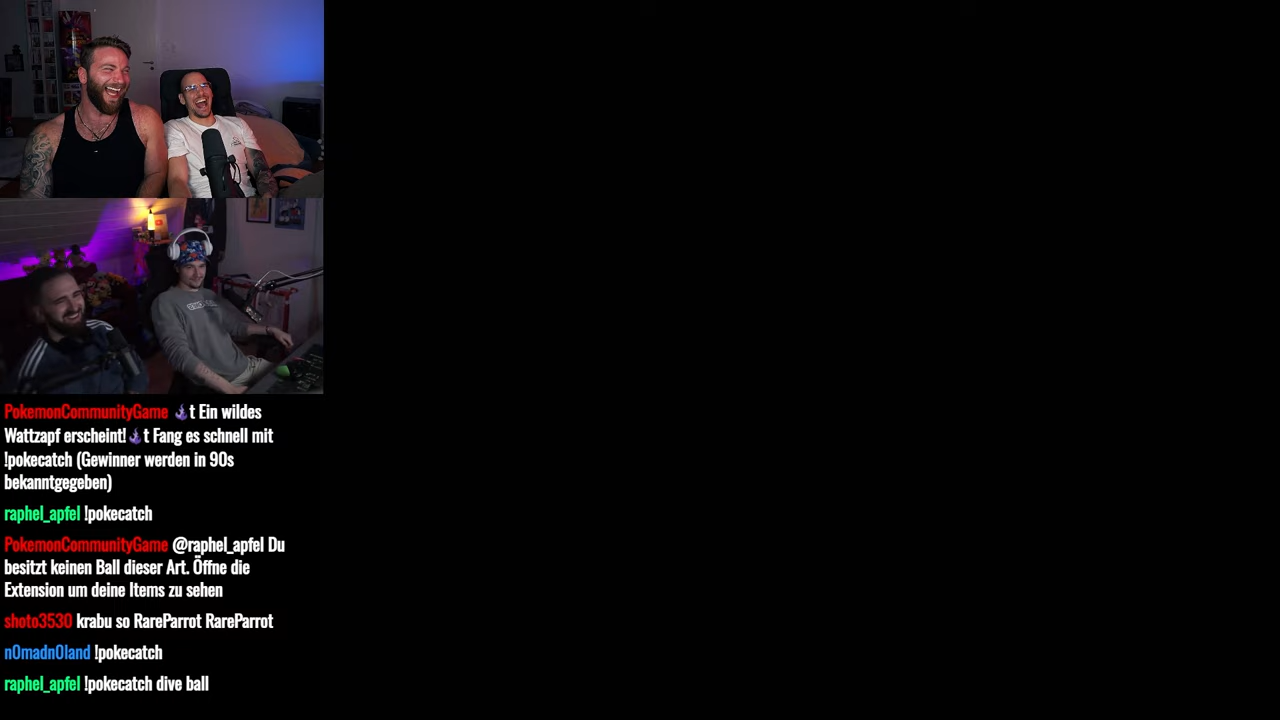 PokemonCommunityGame t Ein wildes
Wattzapf erscheint! t Fang es schnell mit
!pokecatch (Gewinner werden in 90s
bekanntgegeben)
raphel_apfel !pokecatch
PokemonCommunityGame @raphel_apfel Du
besitzt keinen Ball dieser Art. Öffne die
Extension um deine Items zu sehen
shoto3530 krabu so RareParrot RareParrot
n0madn0land !pokecatch
raphel_apfel !pokecatch dive ball